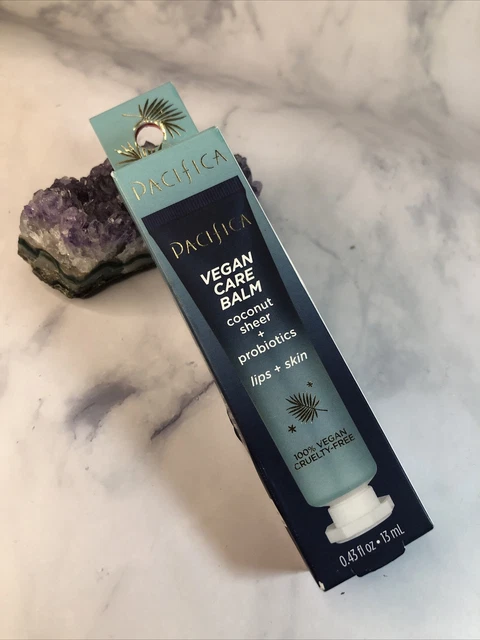 PACIFICA
PACIFICA
VEGAN
CARE
BALM
coconut
sheer
+
probiotics
lips + skin
100% VEGAN
CRUELTY-FREE
0.43 fl oz • 13 mL